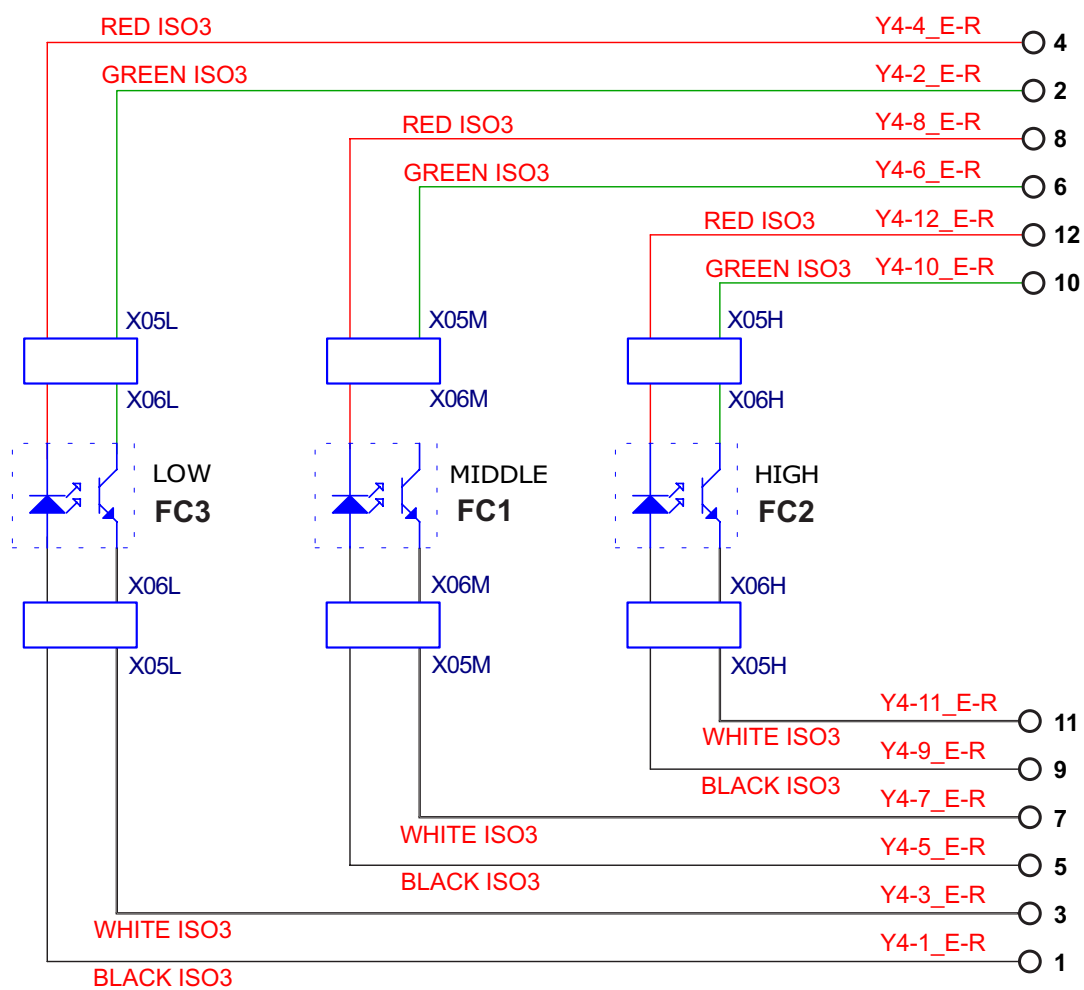 RED ISO3 Y4-4_E-R 4
GREEN ISO3 Y4-2_E-R 2
RED ISO3 Y4-8_E-R 8
GREEN ISO3 Y4-6_E-R 6
RED ISO3 Y4-12_E-R 12
GREEN ISO3 Y4-10_E-R 10
X05L X05M X05H
X06L X06M X06H
LOW MIDDLE HIGH
FC3 FC1 FC2
X06L X06M X06H
X05L X05M X05H
Y4-11_E-R 11
WHITE ISO3
Y4-9_E-R 9
BLACK ISO3
Y4-7_E-R 7
WHITE ISO3
Y4-5_E-R 5
BLACK ISO3
Y4-3_E-R 3
WHITE ISO3
Y4-1_E-R 1
BLACK ISO3